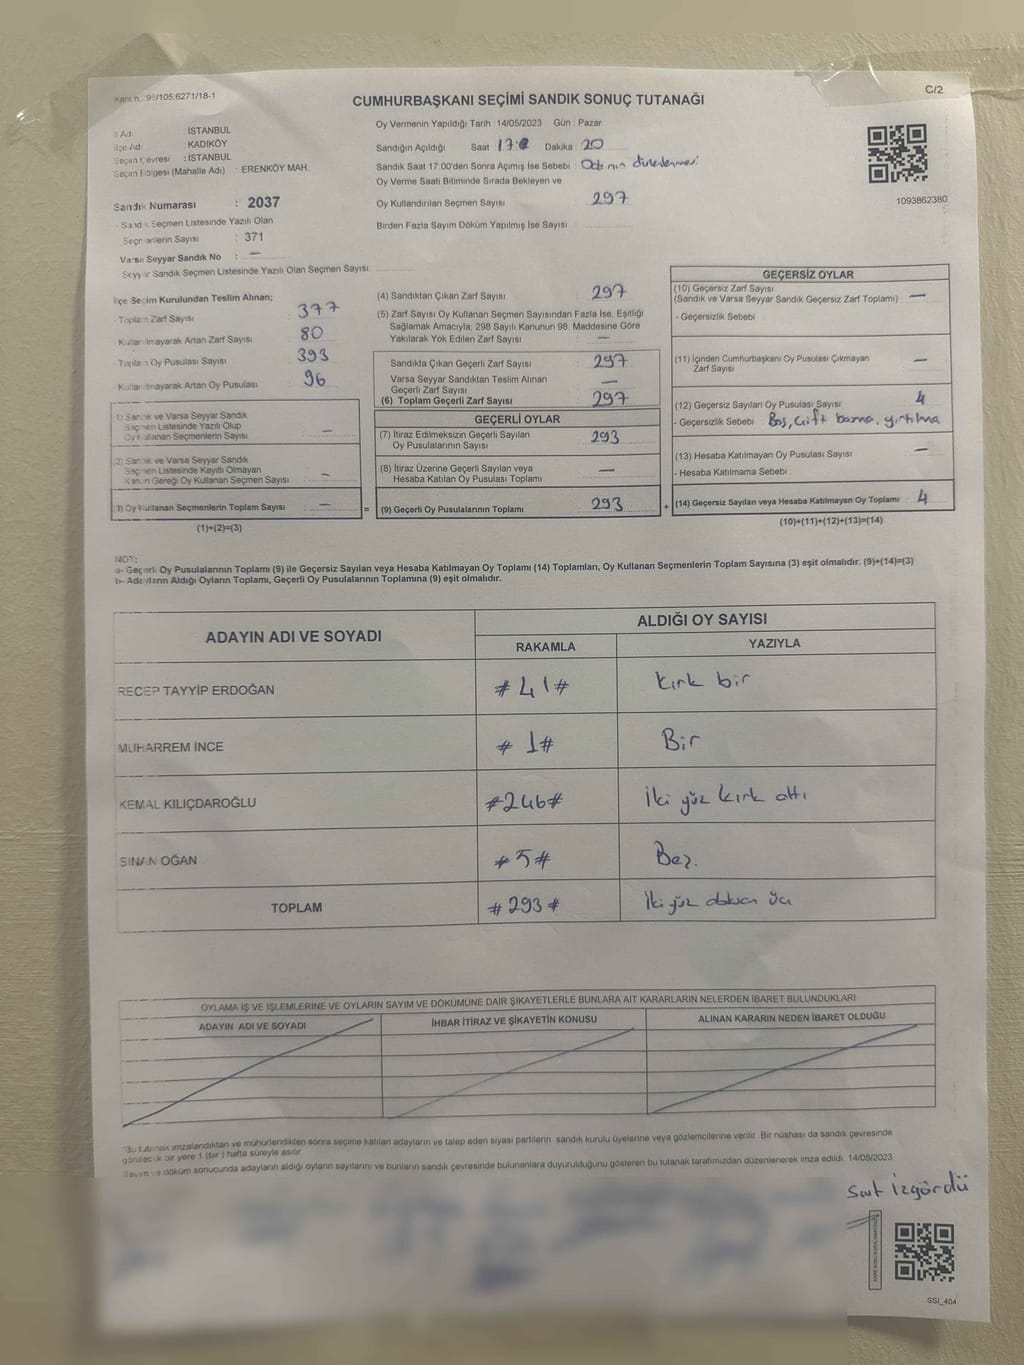 C/2
CUMHURBAŞKANI SEÇİMİ SANDIK SONUÇ TUTANAĞI
İl Adı : İSTANBUL
İlçe Adı : KADIKÖY
Seçim Çevresi : İSTANBUL
Seçim Bölgesi (Mahalle Adı) : ERENKÖY MAH.
Sandık Numarası : 2037
Sandık Seçmen Listesinde Yazılı Olan
Seçmenlerin Sayısı : 371
Varsa Seyyar Sandık No : —
Seyyar Sandık Seçmen Listesinde Yazılı Olan Seçmen Sayısı:
Oy Vermenin Yapıldığı Tarih :14/05/2023 Gün : Pazar
Sandığın Açıldığı Saat Dakika : 20
Sandık Saat 17:00'den Sonra Açımış İse Sebebi :
Oy Verme Saati Bitiminde Sırada Bekleyen ve
Oy Kullandırılan Seçmen Sayısı : 297
Birden Fazla Sayım Döküm Yapılmış İse Sayısı :
1093862380
İlçe Seçim Kurulundan Teslim Alınan;
Toplam Zarf Sayısı : 377
Kullanılmayarak Artan Zarf Sayısı : 80
Toplam Oy Pusulası Sayısı : 393
Kullanılmayarak Artan Oy Pusulası : 96
1) Sandık ve Varsa Seyyar Sandık
Seçmen Listesinde Yazılı Olup
Oy Kullanan Seçmenlerin Sayısı : —
(2) Sandık ve Varsa Seyyar Sandık
Seçmen Listesinde Kayıtlı Olmayan
Kanun Gereği Oy Kullanan Seçmen Sayısı : –
(3) Oy Kullanan Seçmenlerin Toplam Sayısı : — =
(1)+(2)=(3)
(4) Sandıktan Çıkan Zarf Sayısı : 297
(5) Zarf Sayısı Oy Kullanan Seçmen Sayısından Fazla İse, Eşitliği
Sağlamak Amacıyla; 298 Sayılı Kanunun 98. Maddesine Göre
Yakılarak Yok Edilen Zarf Sayısı : —
Sandıkta Çıkan Geçerli Zarf Sayısı : 297
Varsa Seyyar Sandıktan Teslim Alınan
Geçerli Zarf Sayısı : —
(6) Toplam Geçerli Zarf Sayısı : 297
GEÇERLİ OYLAR
(7) İtiraz Edilmeksizin Geçerli Sayılan
Oy Pusulasının Sayısı : 293
(8) İtiraz Üzerine Geçerli Sayılan veya
Hesaba Katılan Oy Pusulası Toplamı : —
(9) Geçerli Oy Pusulalarının Toplamı : 293 +
GEÇERSİZ OYLAR
(10) Geçersiz Zarf Sayısı
(Sandık ve Varsa Seyyar Sandık Geçersiz Zarf Toplamı) : —
- Geçersizlik Sebebi :
(11) İçinden Cumhurbaşkanı Oy Pusulası Çıkmayan
Zarf Sayısı : —
(12) Geçersiz Sayılan Oy Pusulası Sayısı : 4
- Geçersizlik Sebebi : Boş, çift basma, yırtılma
(13) Hesaba Katılmayan Oy Pusulası Sayısı : —
- Hesaba Katılmama Sebebi :
(14) Geçersiz Sayılan veya Hesaba Katılmayan Oy Toplamı : 4
(10)+(11)+(12)+(13)=(14)
NOT:
a- Geçerli Oy Pusulalarının Toplamı (9) ile Geçersiz Sayılan veya Hesaba Katılmayan Oy Toplamı (14) Toplamları, Oy Kullanan Seçmenlerin Toplam Sayısına (3) eşit olmalıdır. (9)+(14)=(3)
b- Adayların Aldığı Oyların Toplamı, Geçerli Oy Pusulalarının Toplamına (9) eşit olmalıdır.
ADAYIN ADI VE SOYADI ALDIĞI OY SAYISI
RAKAMLA YAZIYLA
RECEP TAYYİP ERDOĞAN #41# Kırk bir
MUHARREM İNCE #1# Bir
KEMAL KILIÇDAROĞLU #246# İki yüz kırk altı
SİNAN OĞAN #5# Beş.
TOPLAM #293# İki yüz doksan üç
OYLAMA İŞ VE İŞLEMLERİNE VE OYLARIN SAYIM VE DÖKÜMÜNE DAİR ŞİKAYETLERLE BUNLARA AİT KARARLARIN NELERDEN İBARET BULUNDUKLARI
ADAYIN ADI VE SOYADI İHBAR İTİRAZ VE ŞİKAYETİN KONUSU ALINAN KARARIN NEDEN İBARET OLDUĞU
Bu tutanak imzalandıktan ve mühürlendikten sonra seçime katılan adayların ve talep eden siyasi partilerin sandık kurulu üyelerine veya gözlemcilerine verilir. Bir nüshası da sandık çevresinde
görülecek bir yere 1 (bir) hafta süreyle asılır.
Sayım ve döküm sonucunda adayların aldığı oyların sayılarını ve bunların sandık çevresinde bulunanlara duyurulduğunu gösteren bu tutanak tarafımızdan düzenlenerek imza edildi. 14/05/2023
İzgördü
SSI_404